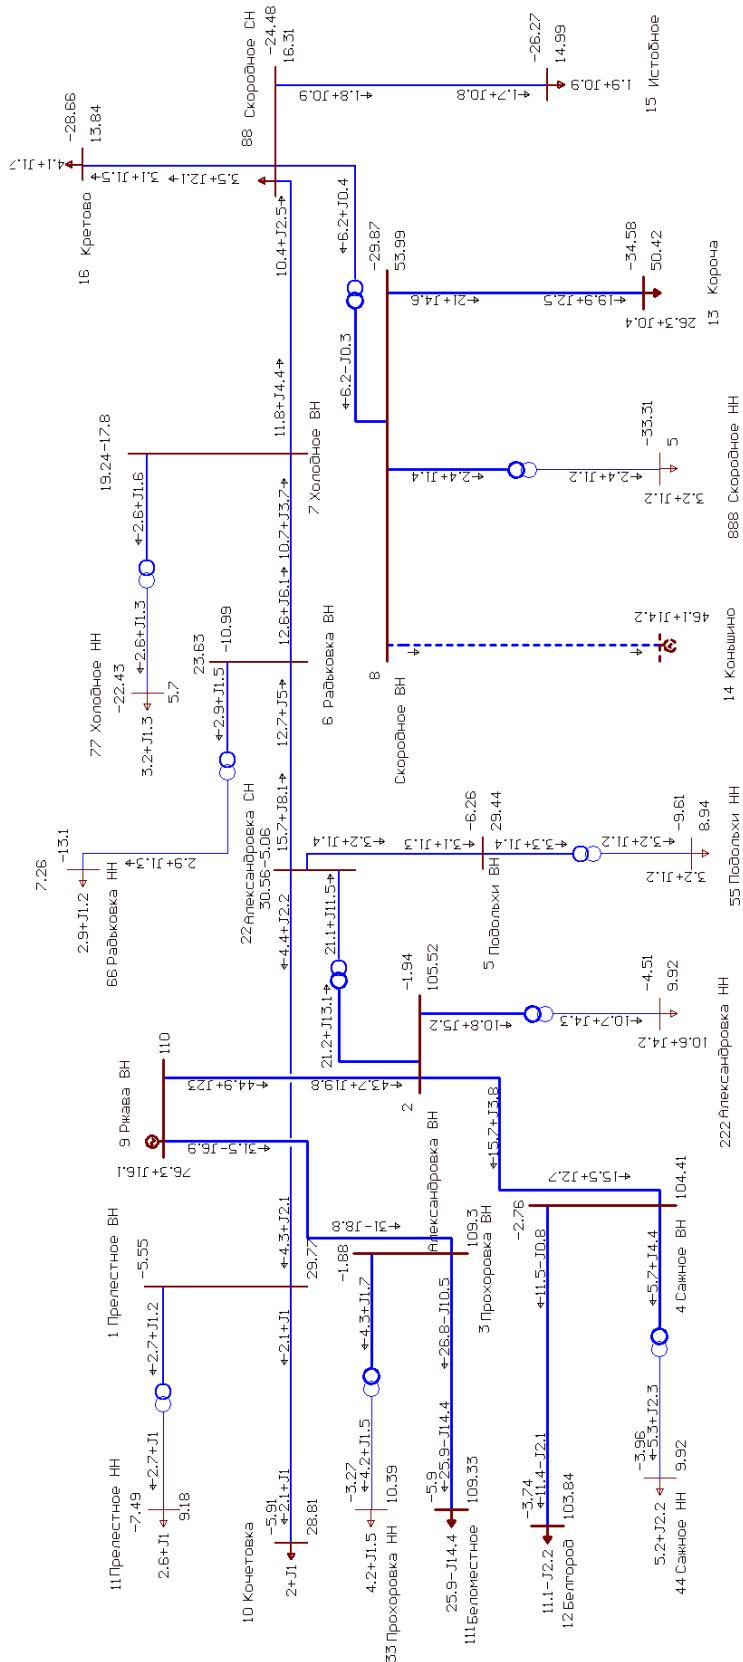 -28.66
13.84
4.1+J1.7
16 Кретово
3.1+J1.5
3.5+J2.1
88 Скородное СН
-24.48
16.31
1.8+J0.9
1.7+J0.8
-26.27
14.99
1.9+J0.9
15 Истобное
10.4+J2.5
6.2+J0.4
6.2-J0.3
11.8+J4.4
-29.87
53.99
21+J4.6
19.9+J2.5
-34.58
50.42
26.3+J0.4
13 Короча
2.4+J1.4
2.4+J1.2
-33.31
5
3.2+J1.2
888 Скородное НН
8
Скородное ВН
46.1+J14.2
14 Коньшино
19.24
-17.8
7 Холодное ВН
2.6+J1.6
2.6+J1.3
77 Холодное НН
-22.43
5.7
3.2+J1.3
10.7+J3.7
12.6+J6.1
23.63
-10.99
6 Радьковка ВН
2.9+J1.5
2.9+J1.3
7.26
-13.1
2.9+J1.2
66 Радьковка НН
12.7+J5
15.7+J8.1
22 Александровка СН
30.56
-5.06
3.2+J1.4
3.1+J1.3
-6.26
29.44
5 Подольхи ВН
3.3+J1.4
3.2+J1.2
-9.61
8.94
3.2+J1.2
55 Подольхи НН
4.4+J2.2
21.1+J11.5
21.2+J13.1
-1.94
105.52
2
Александровка ВН
10.8+J5.2
10.7+J4.3
-4.51
9.92
10.6+J4.2
222 Александровка НН
110
9 Ржава ВН
76.3+J16.1
44.9+J23
43.7+J19.8
31.5-J6.9
31-J8.8
15.7+J3.8
15.5+J2.7
4.3+J2.1
1 Прелестное ВН
-5.55
29.77
2.7+J1.2
2.7+J1
11 Прелестное НН
-7.49
9.18
2.6+J1
2.1+J1
2.1+J1
10 Кочетовка
-5.91
28.81
2+J1
-1.88
109.3
3 Прохоровка ВН
4.3+J1.7
4.2+J1.5
-3.27
10.39
4.2+J1.5
33 Прохоровка НН
26.8-J10.5
25.9-J14.4
-5.9
109.33
25.9-J14.4
111 Беломестное
-2.76
104.41
4 Сажное ВН
11.5-J0.8
11.4-J2.1
-3.74
103.84
11.1-J2.2
12 Белгород
5.7+J4.4
5.3+J2.3
-3.96
9.92
5.2+J2.2
44 Сажное НН